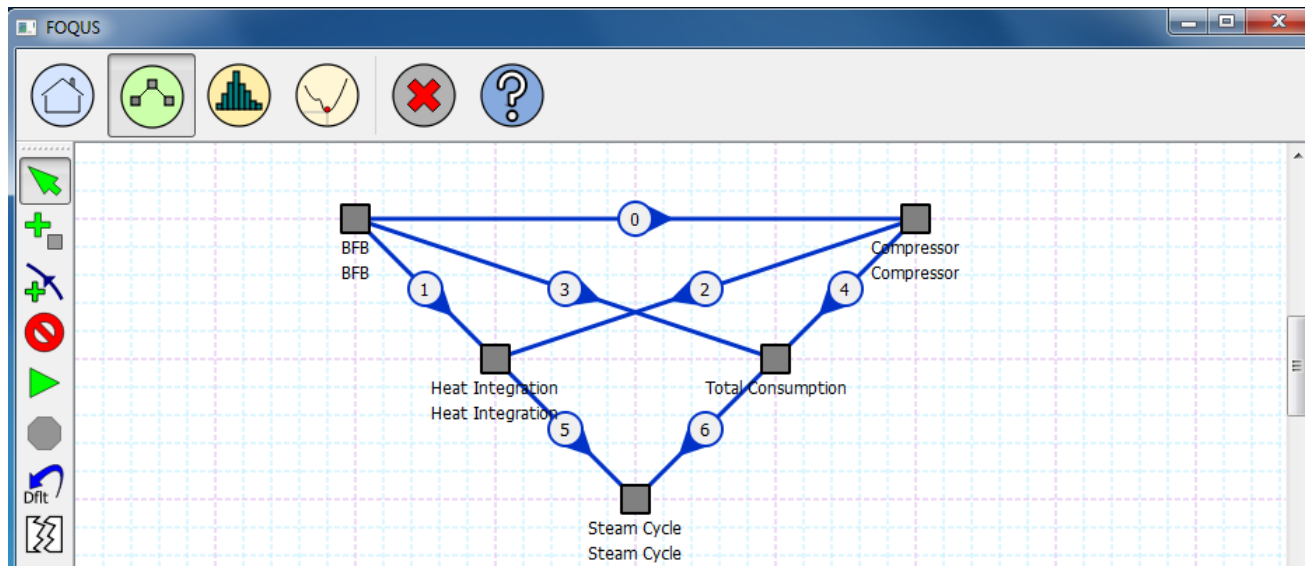 FOQUS
0
BFB
BFB
Compressor
Compressor
1
3
2
4
Heat Integration
Heat Integration
Total Consumption
5
6
Dflt
Steam Cycle
Steam Cycle